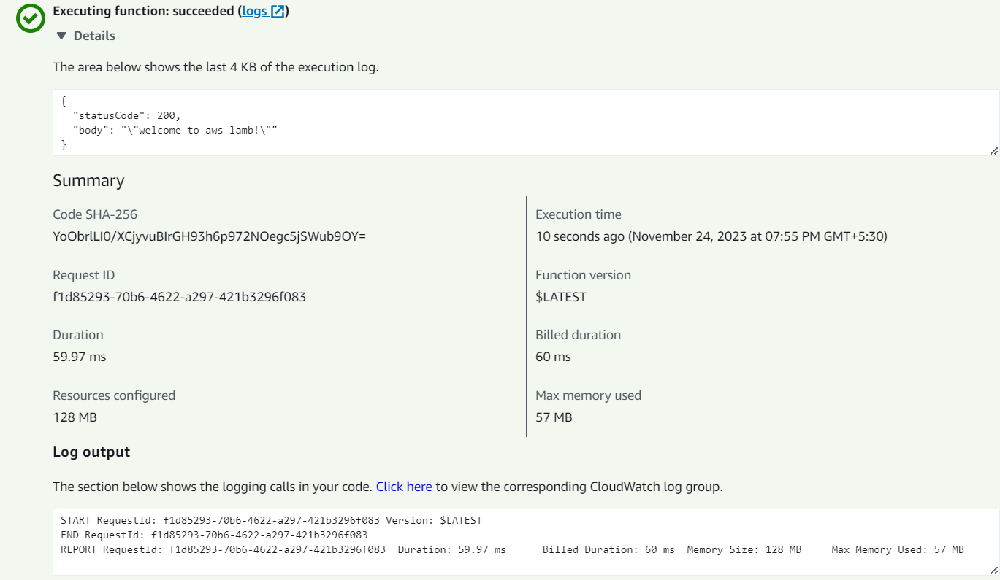 Executing function: succeeded (logs)
Details
The area below shows the last 4 KB of the execution log.
{
"statusCode": 200,
"body": "\"welcome to aws lamb!\""
}
Summary
Code SHA-256
YoObrlLI0/XCjyvuBIrGH93h6p972NOegc5jSWub9OY=
Execution time
10 seconds ago (November 24, 2023 at 07:55 PM GMT+5:30)
Request ID
f1d85293-70b6-4622-a297-421b3296f083
Function version
$LATEST
Duration
59.97 ms
Billed duration
60 ms
Resources configured
128 MB
Max memory used
57 MB
Log output
The section below shows the logging calls in your code. Click here to view the corresponding CloudWatch log group.
START RequestId: f1d85293-70b6-4622-a297-421b3296f083 Version: $LATEST
END RequestId: f1d85293-70b6-4622-a297-421b3296f083
REPORT RequestId: f1d85293-70b6-4622-a297-421b3296f083 Duration: 59.97 ms Billed Duration: 60 ms Memory Size: 128 MB Max Memory Used: 57 MB